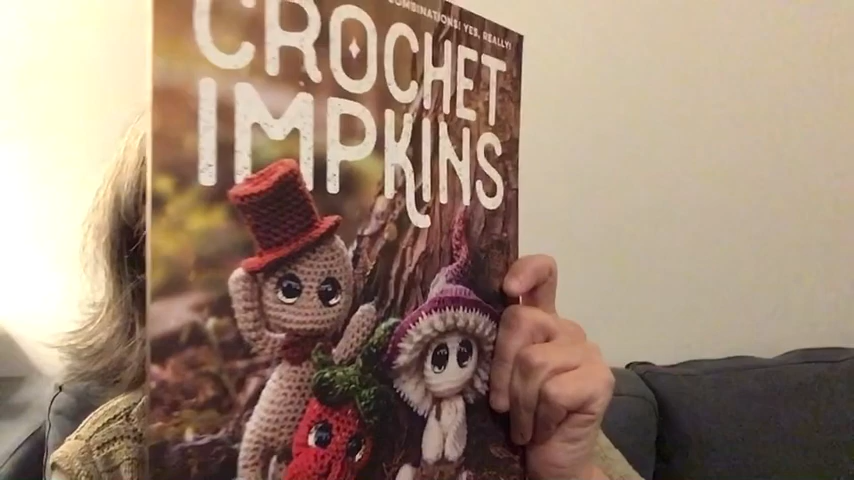 COMBINATIONS! YES, REALLY!
CROCHET
IMPKINS